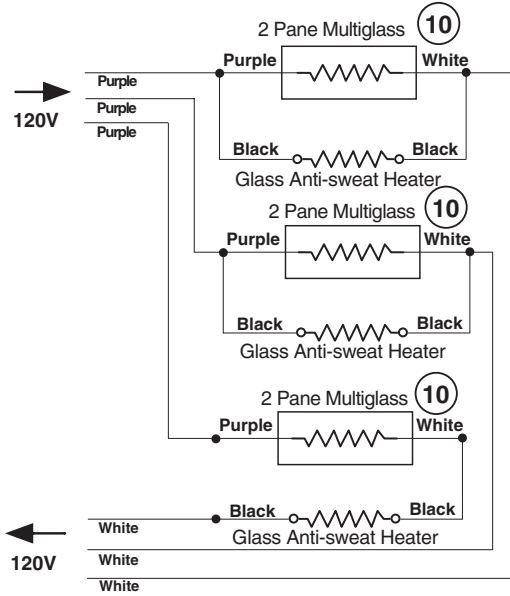 2 Pane Multiglass 10
Purple White
Purple
Purple
Purple
120V
Black Black
Glass Anti-sweat Heater
2 Pane Multiglass 10
Purple White
Black Black
Glass Anti-sweat Heater
2 Pane Multiglass 10
Purple White
Black Black
Glass Anti-sweat Heater
White
White
White
120V